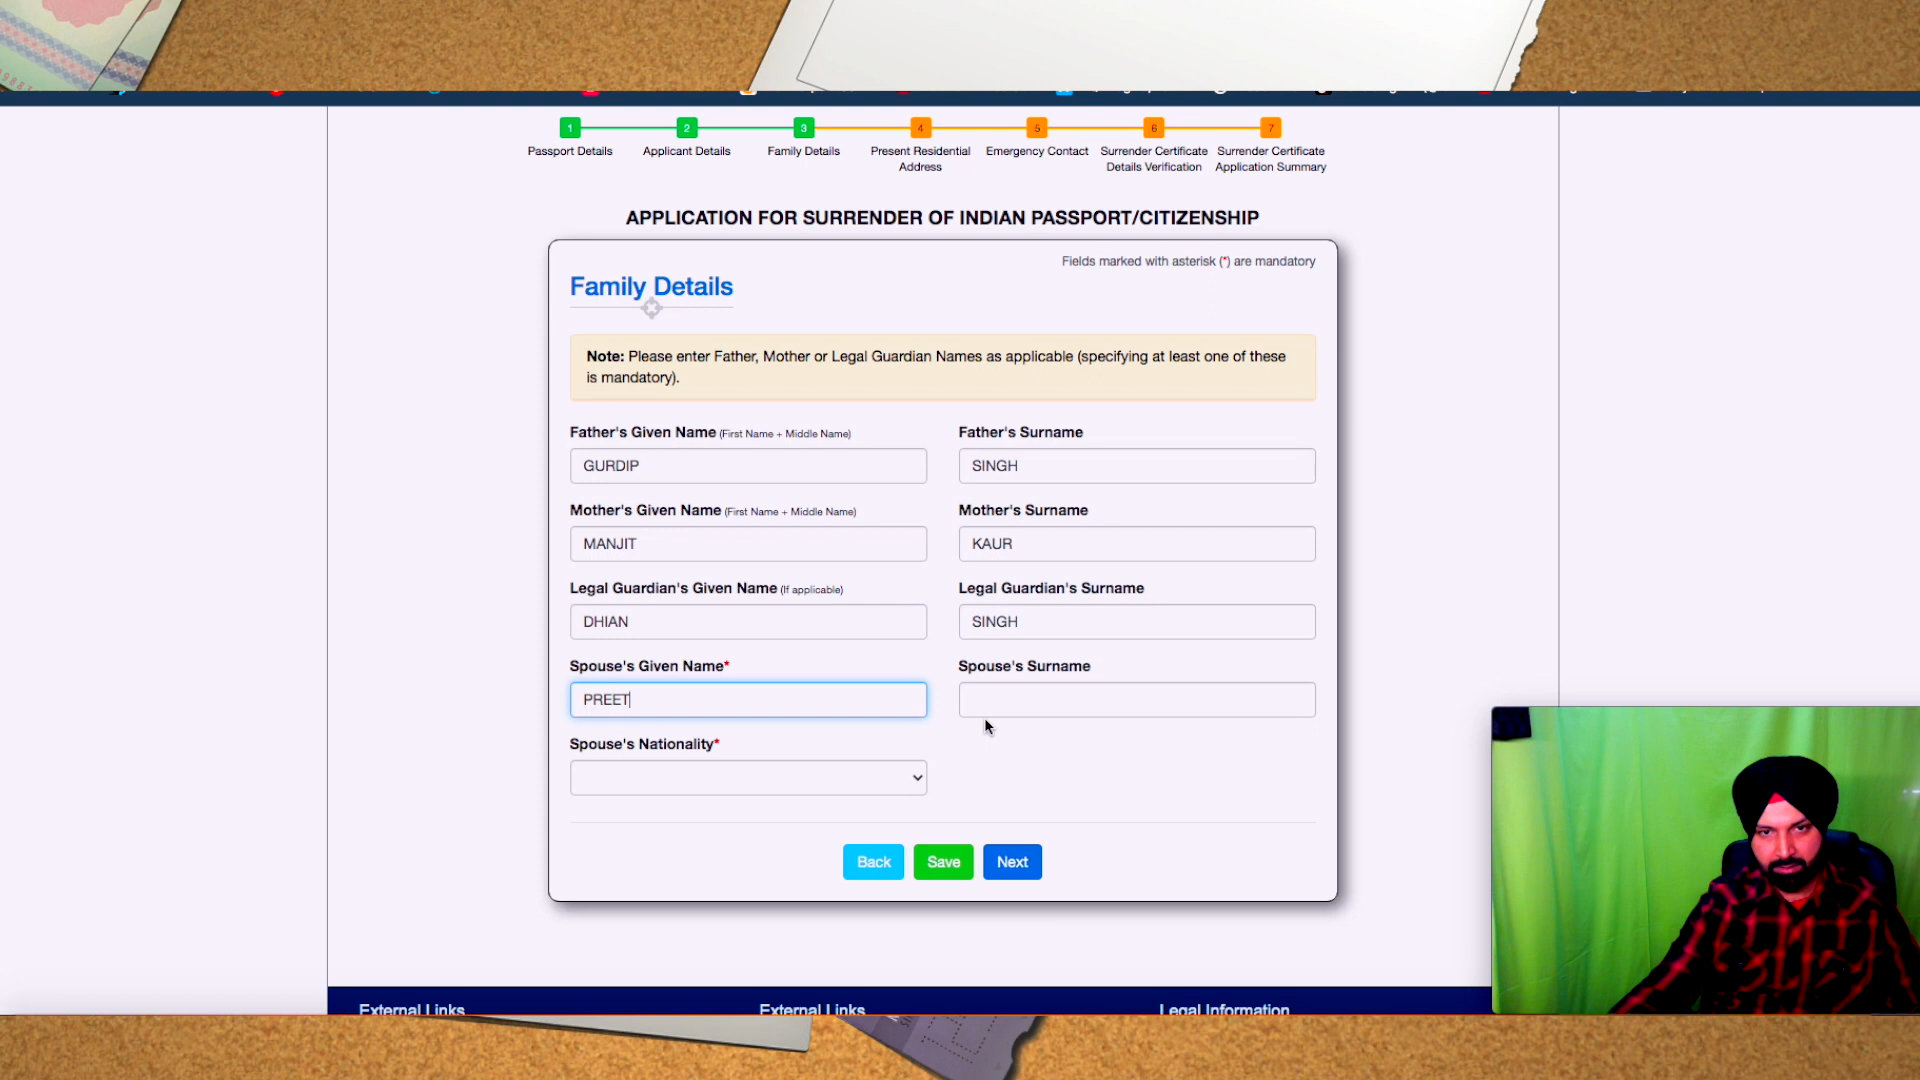 1 2 3 4 5 6 7
Passport Details Applicant Details Family Details Present Residential Emergency Contact Surrender Certificate Surrender Certificate
Address Details Verification Application Summary
APPLICATION FOR SURRENDER OF INDIAN PASSPORT/CITIZENSHIP
Fields marked with asterisk (*) are mandatory
Family Details
Note: Please enter Father, Mother or Legal Guardian Names as applicable (specifying at least one of these
is mandatory).
Father's Given Name (First Name + Middle Name) Father's Surname
GURDIP SINGH
Mother's Given Name (First Name + Middle Name) Mother's Surname
MANJIT KAUR
Legal Guardian's Given Name (If applicable) Legal Guardian's Surname
DHIAN SINGH
Spouse's Given Name* Spouse's Surname
PREET
Spouse's Nationality*
Back Save Next
External Links External Links Legal Information